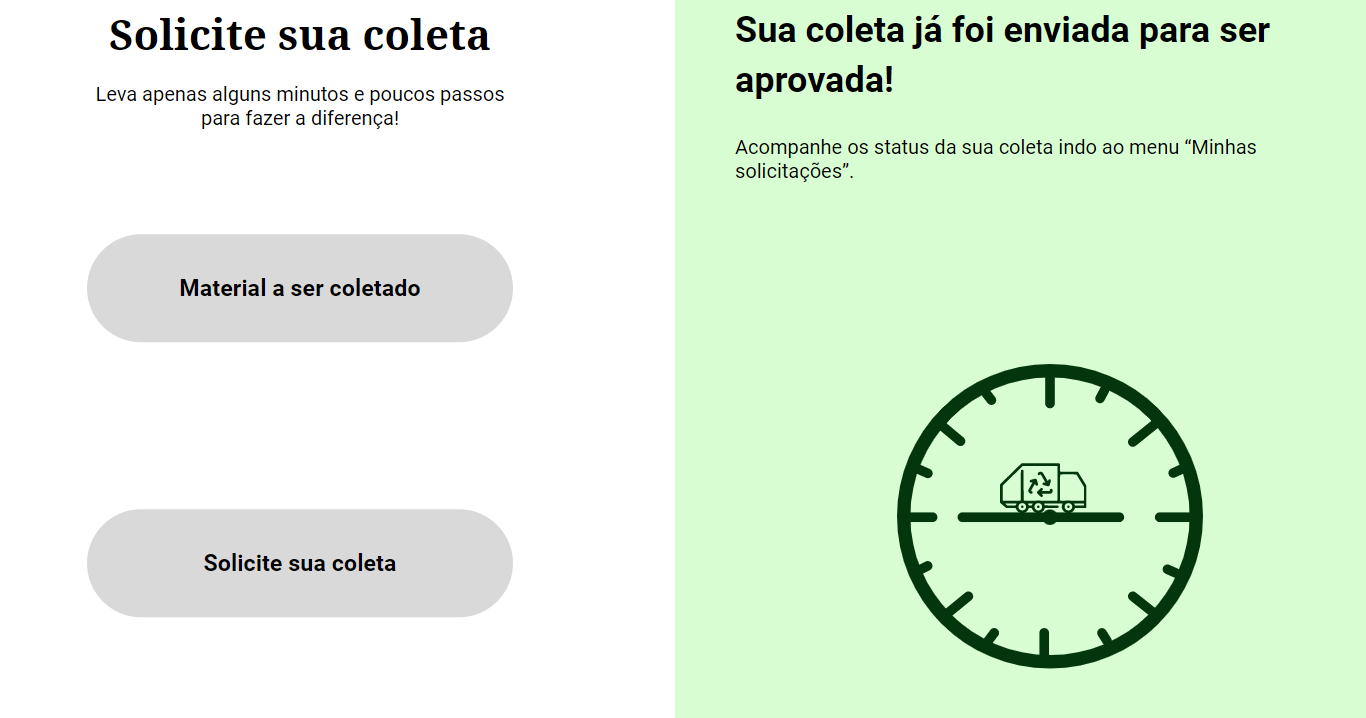 Solicite sua coleta
Leva apenas alguns minutos e poucos passos
para fazer a diferença!
Material a ser coletado
Solicite sua coleta
Sua coleta já foi enviada para ser
aprovada!
Acompanhe os status da sua coleta indo ao menu “Minhas
solicitações”.